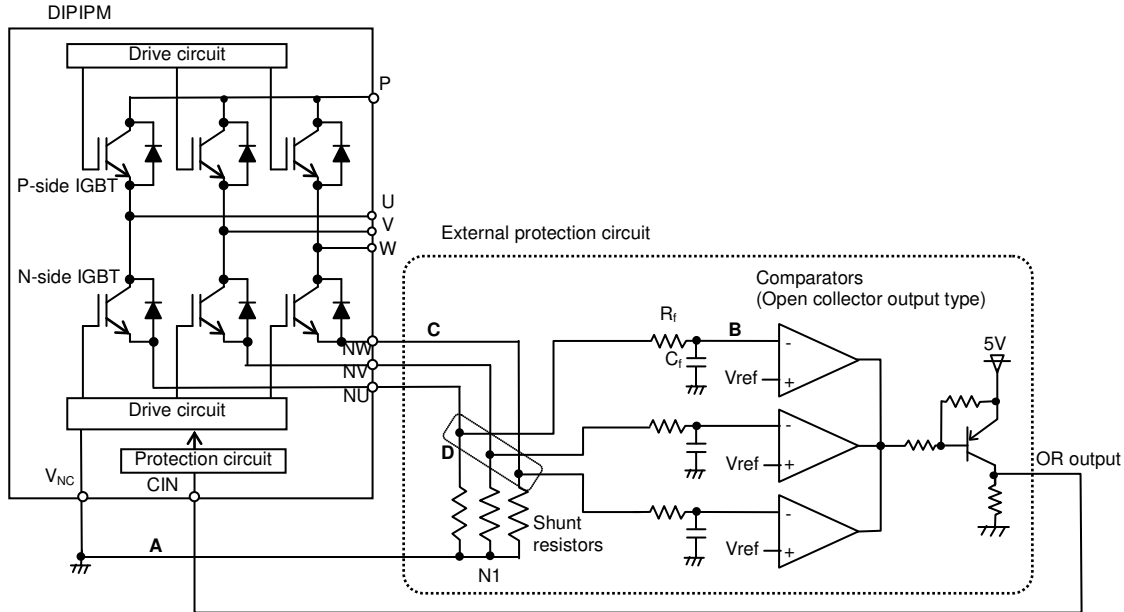 DIPIPM
Drive circuit
P
P-side IGBT
U
V
W
N-side IGBT
External protection circuit
Comparators
(Open collector output type)
C
Rf
B
5V
NW
Cf
-
NV
Vref
+
NU
Drive circuit
D
-
Protection circuit
Vref
+
OR output
VNC
CIN
Shunt
resistors
-
A
Vref
+
N1